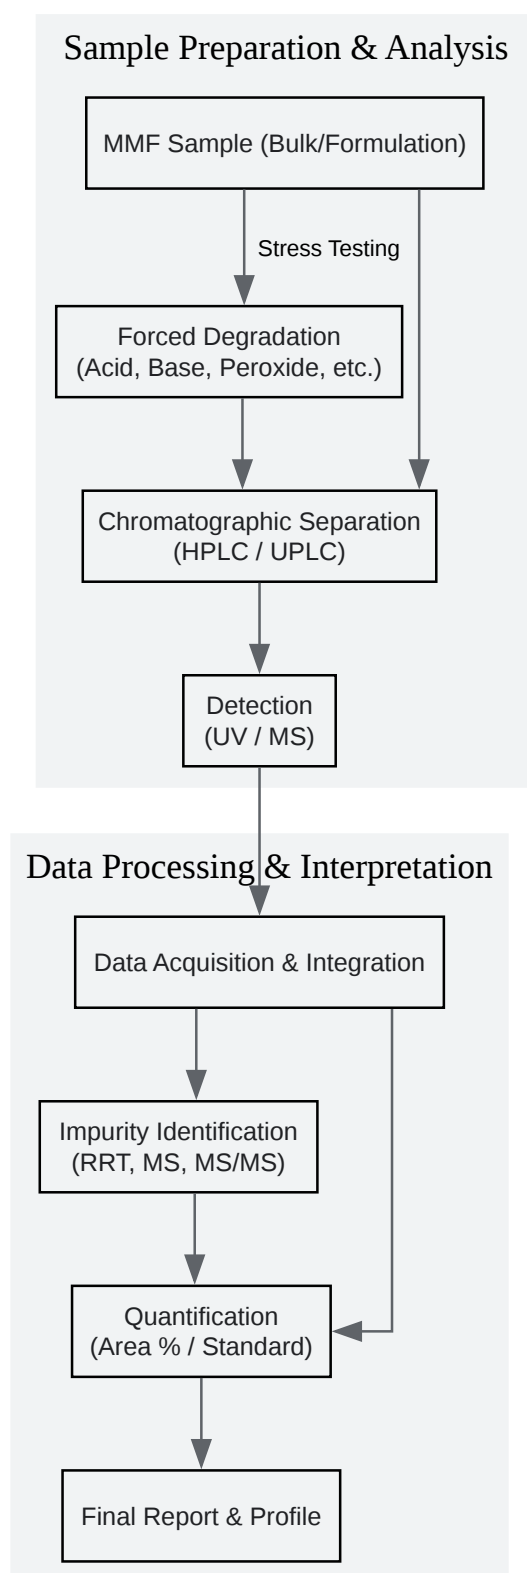 Sample Preparation & Analysis
MMF Sample (Bulk/Formulation)
Stress Testing
Forced Degradation
(Acid, Base, Peroxide, etc.)
Chromatographic Separation
(HPLC / UPLC)
Detection
(UV / MS)
Data Processing & Interpretation
Data Acquisition & Integration
Impurity Identification
(RRT, MS, MS/MS)
Quantification
(Area % / Standard)
Final Report & Profile